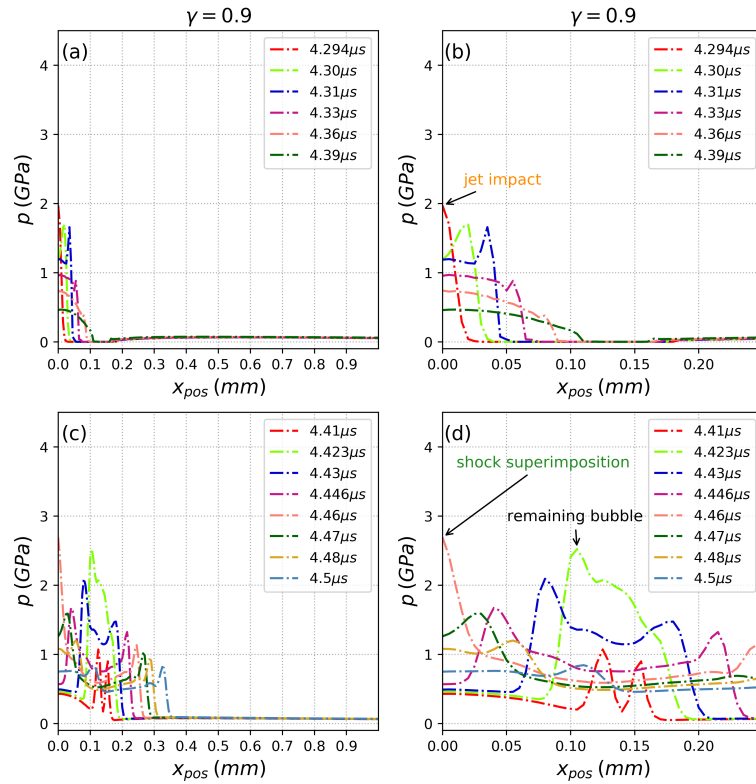 γ = 0.9
(a)
4.294μs
4.30μs
4.31μs
4.33μs
4.36μs
4.39μs
p (GPa)
4
3
2
1
0
0.0 0.1 0.2 0.3 0.4 0.5 0.6 0.7 0.8 0.9
xpos (mm)
γ = 0.9
(b)
4.294μs
4.30μs
4.31μs
4.33μs
4.36μs
4.39μs
jet impact
p (GPa)
4
3
2
1
0
0.00 0.05 0.10 0.15 0.20
xpos (mm)
(c)
4.41μs
4.423μs
4.43μs
4.446μs
4.46μs
4.47μs
4.48μs
4.5μs
p (GPa)
4
3
2
1
0
0.0 0.1 0.2 0.3 0.4 0.5 0.6 0.7 0.8 0.9
xpos (mm)
(d)
4.41μs
4.423μs
4.43μs
4.446μs
4.46μs
4.47μs
4.48μs
4.5μs
shock superimposition
remaining bubble
p (GPa)
4
3
2
1
0
0.00 0.05 0.10 0.15 0.20
xpos (mm)